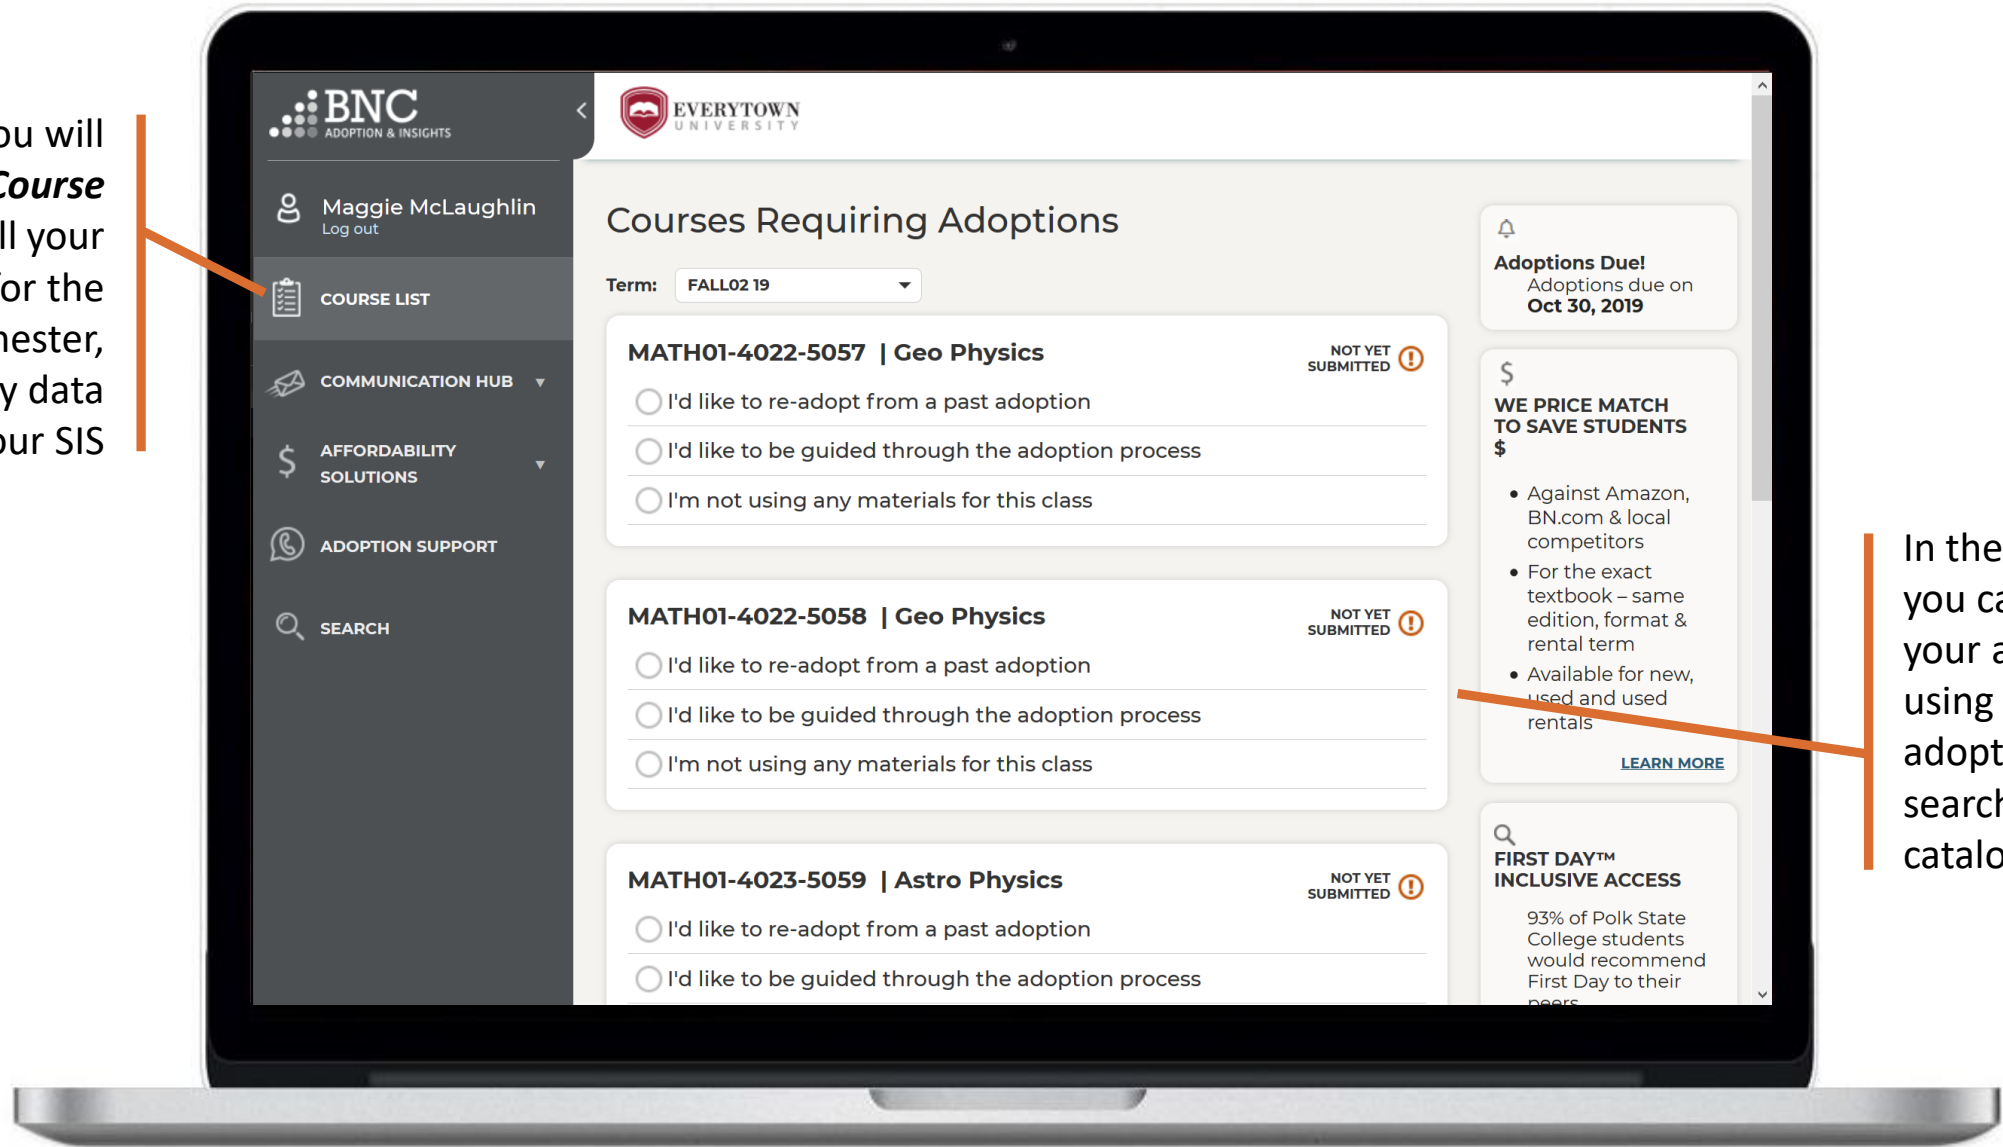 ou will
Course
ll your
for the
nester,
y data
our SIS
BNC
ADOPTION & INSIGHTS
<
Maggie McLaughlin
Log out
COURSE LIST
COMMUNICATION HUB
AFFORDABILITY
SOLUTIONS
ADOPTION SUPPORT
SEARCH
EVERYTOWN
UNIVERSITY
Courses Requiring Adoptions
Term: FALL02 19
MATH01-4022-5057 | Geo Physics
NOT YET
SUBMITTED
I'd like to re-adopt from a past adoption
I'd like to be guided through the adoption process
I'm not using any materials for this class
MATH01-4022-5058 | Geo Physics
NOT YET
SUBMITTED
I'd like to re-adopt from a past adoption
I'd like to be guided through the adoption process
I'm not using any materials for this class
MATH01-4023-5059 | Astro Physics
NOT YET
SUBMITTED
I'd like to re-adopt from a past adoption
I'd like to be guided through the adoption process
Adoptions Due!
Adoptions due on
Oct 30, 2019
$
WE PRICE MATCH
TO SAVE STUDENTS
$
• Against Amazon,
BN.com & local
competitors
• For the exact
textbook – same
edition, format &
rental term
• Available for new,
used and used
rentals
LEARN MORE
FIRST DAY™
INCLUSIVE ACCESS
93% of Polk State
College students
would recommend
First Day to their
peers
In the
you ca
your a
using
adopt
search
catalo